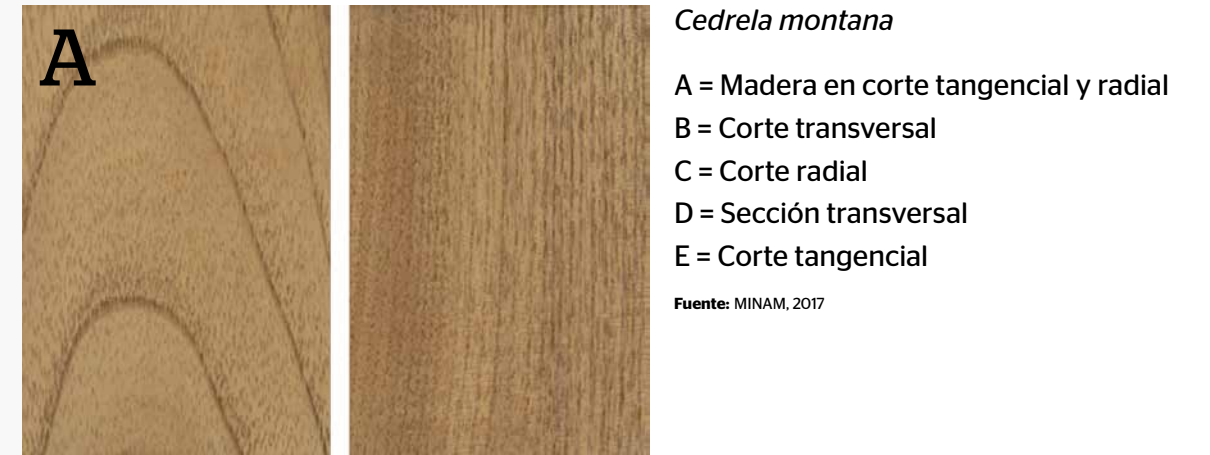 A
Cedrela montana
A = Madera en corte tangencial y radial
B = Corte transversal
C = Corte radial
D = Sección transversal
E = Corte tangencial
Fuente: MINAM, 2017